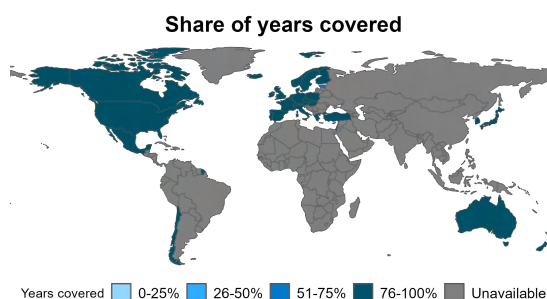 Share of years covered
Years covered 0-25% 26-50% 51-75% 76-100% Unavailable